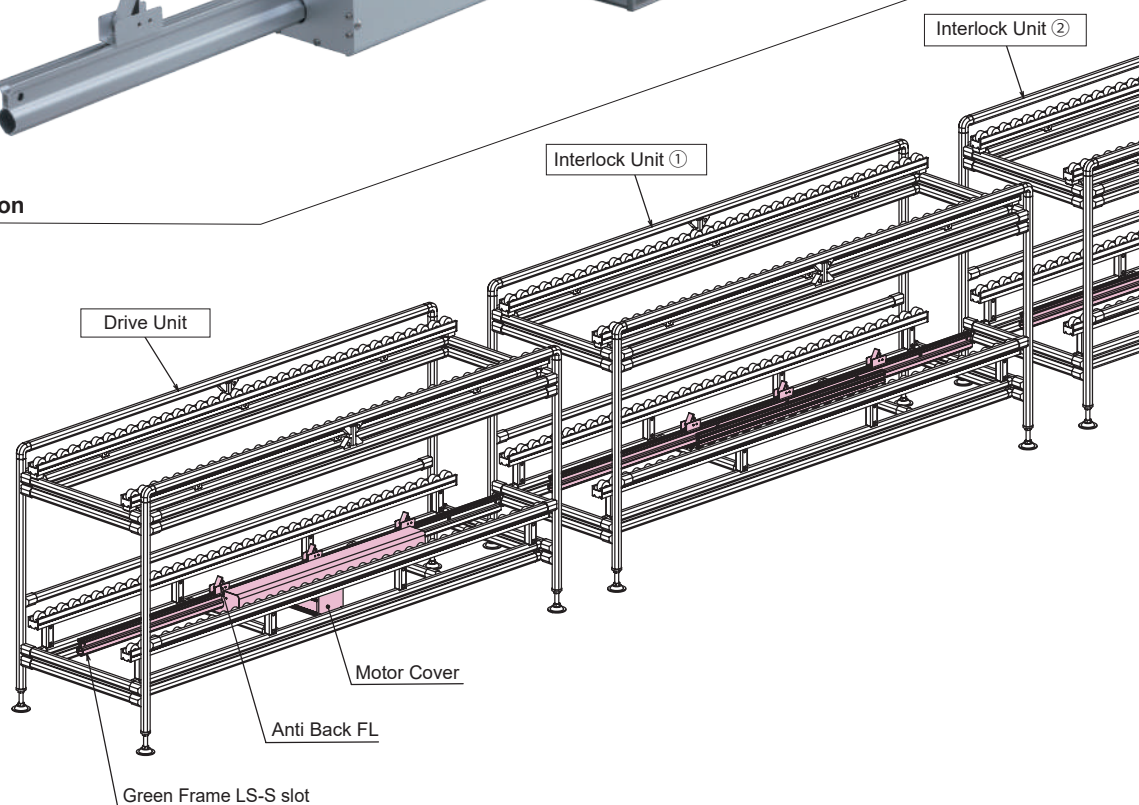 Interlock Unit ②
Interlock Unit ①
on
Drive Unit
Motor Cover
Anti Back FL
Green Frame LS-S slot